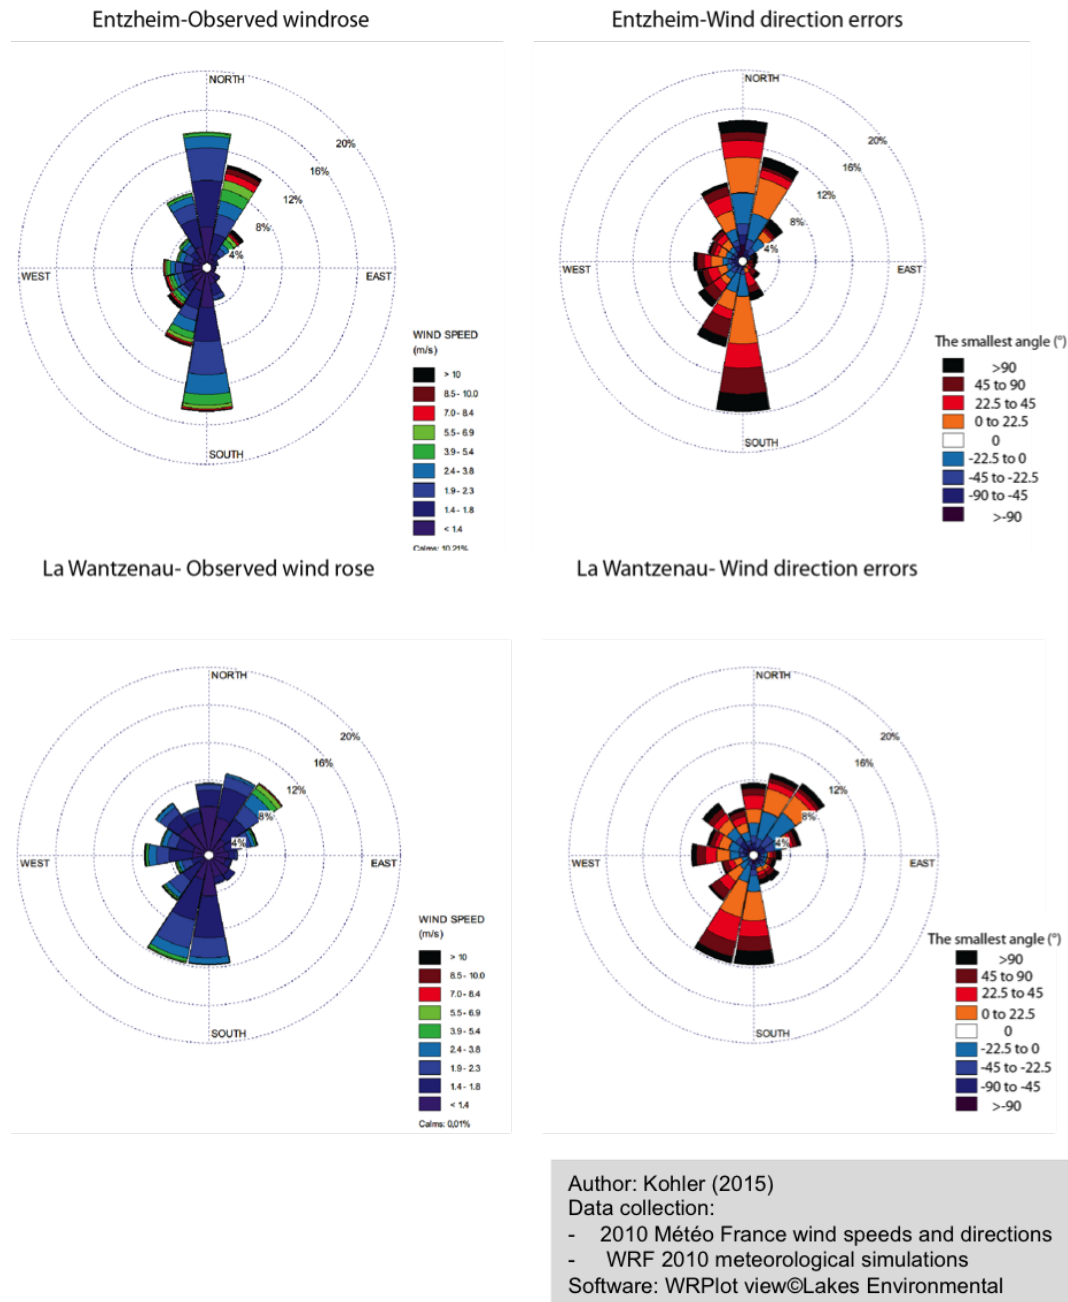 Entzheim-Observed windrose
Entzheim-Wind direction errors
NORTH
20%
16%
12%
8%
4%
WEST
EAST
SOUTH
WIND SPEED
(m/s)
> 10
8.5 - 10.0
7.0 - 8.4
5.5 - 6.9
3.9 - 5.4
2.4 - 3.8
1.9 - 2.3
1.4 - 1.8
< 1.4
Calms: 10.21%
NORTH
20%
16%
12%
8%
4%
WEST
EAST
SOUTH
The smallest angle (°)
>90
45 to 90
22.5 to 45
0 to 22.5
0
-22.5 to 0
-45 to -22.5
-90 to -45
>-90
La Wantzenau- Observed wind rose
La Wantzenau- Wind direction errors
NORTH
20%
16%
12%
8%
4%
WEST
EAST
SOUTH
WIND SPEED
(m/s)
> 10
8.5 - 10.0
7.0 - 8.4
5.5 - 6.9
3.9 - 5.4
2.4 - 3.8
1.9 - 2.3
1.4 - 1.8
< 1.4
Calms: 0.01%
NORTH
20%
16%
12%
8%
4%
WEST
EAST
SOUTH
The smallest angle (°)
>90
45 to 90
22.5 to 45
0 to 22.5
0
-22.5 to 0
-45 to -22.5
-90 to -45
>-90
Author: Kohler (2015)
Data collection:
- 2010 Météo France wind speeds and directions
- WRF 2010 meteorological simulations
Software: WRPlot view©Lakes Environmental